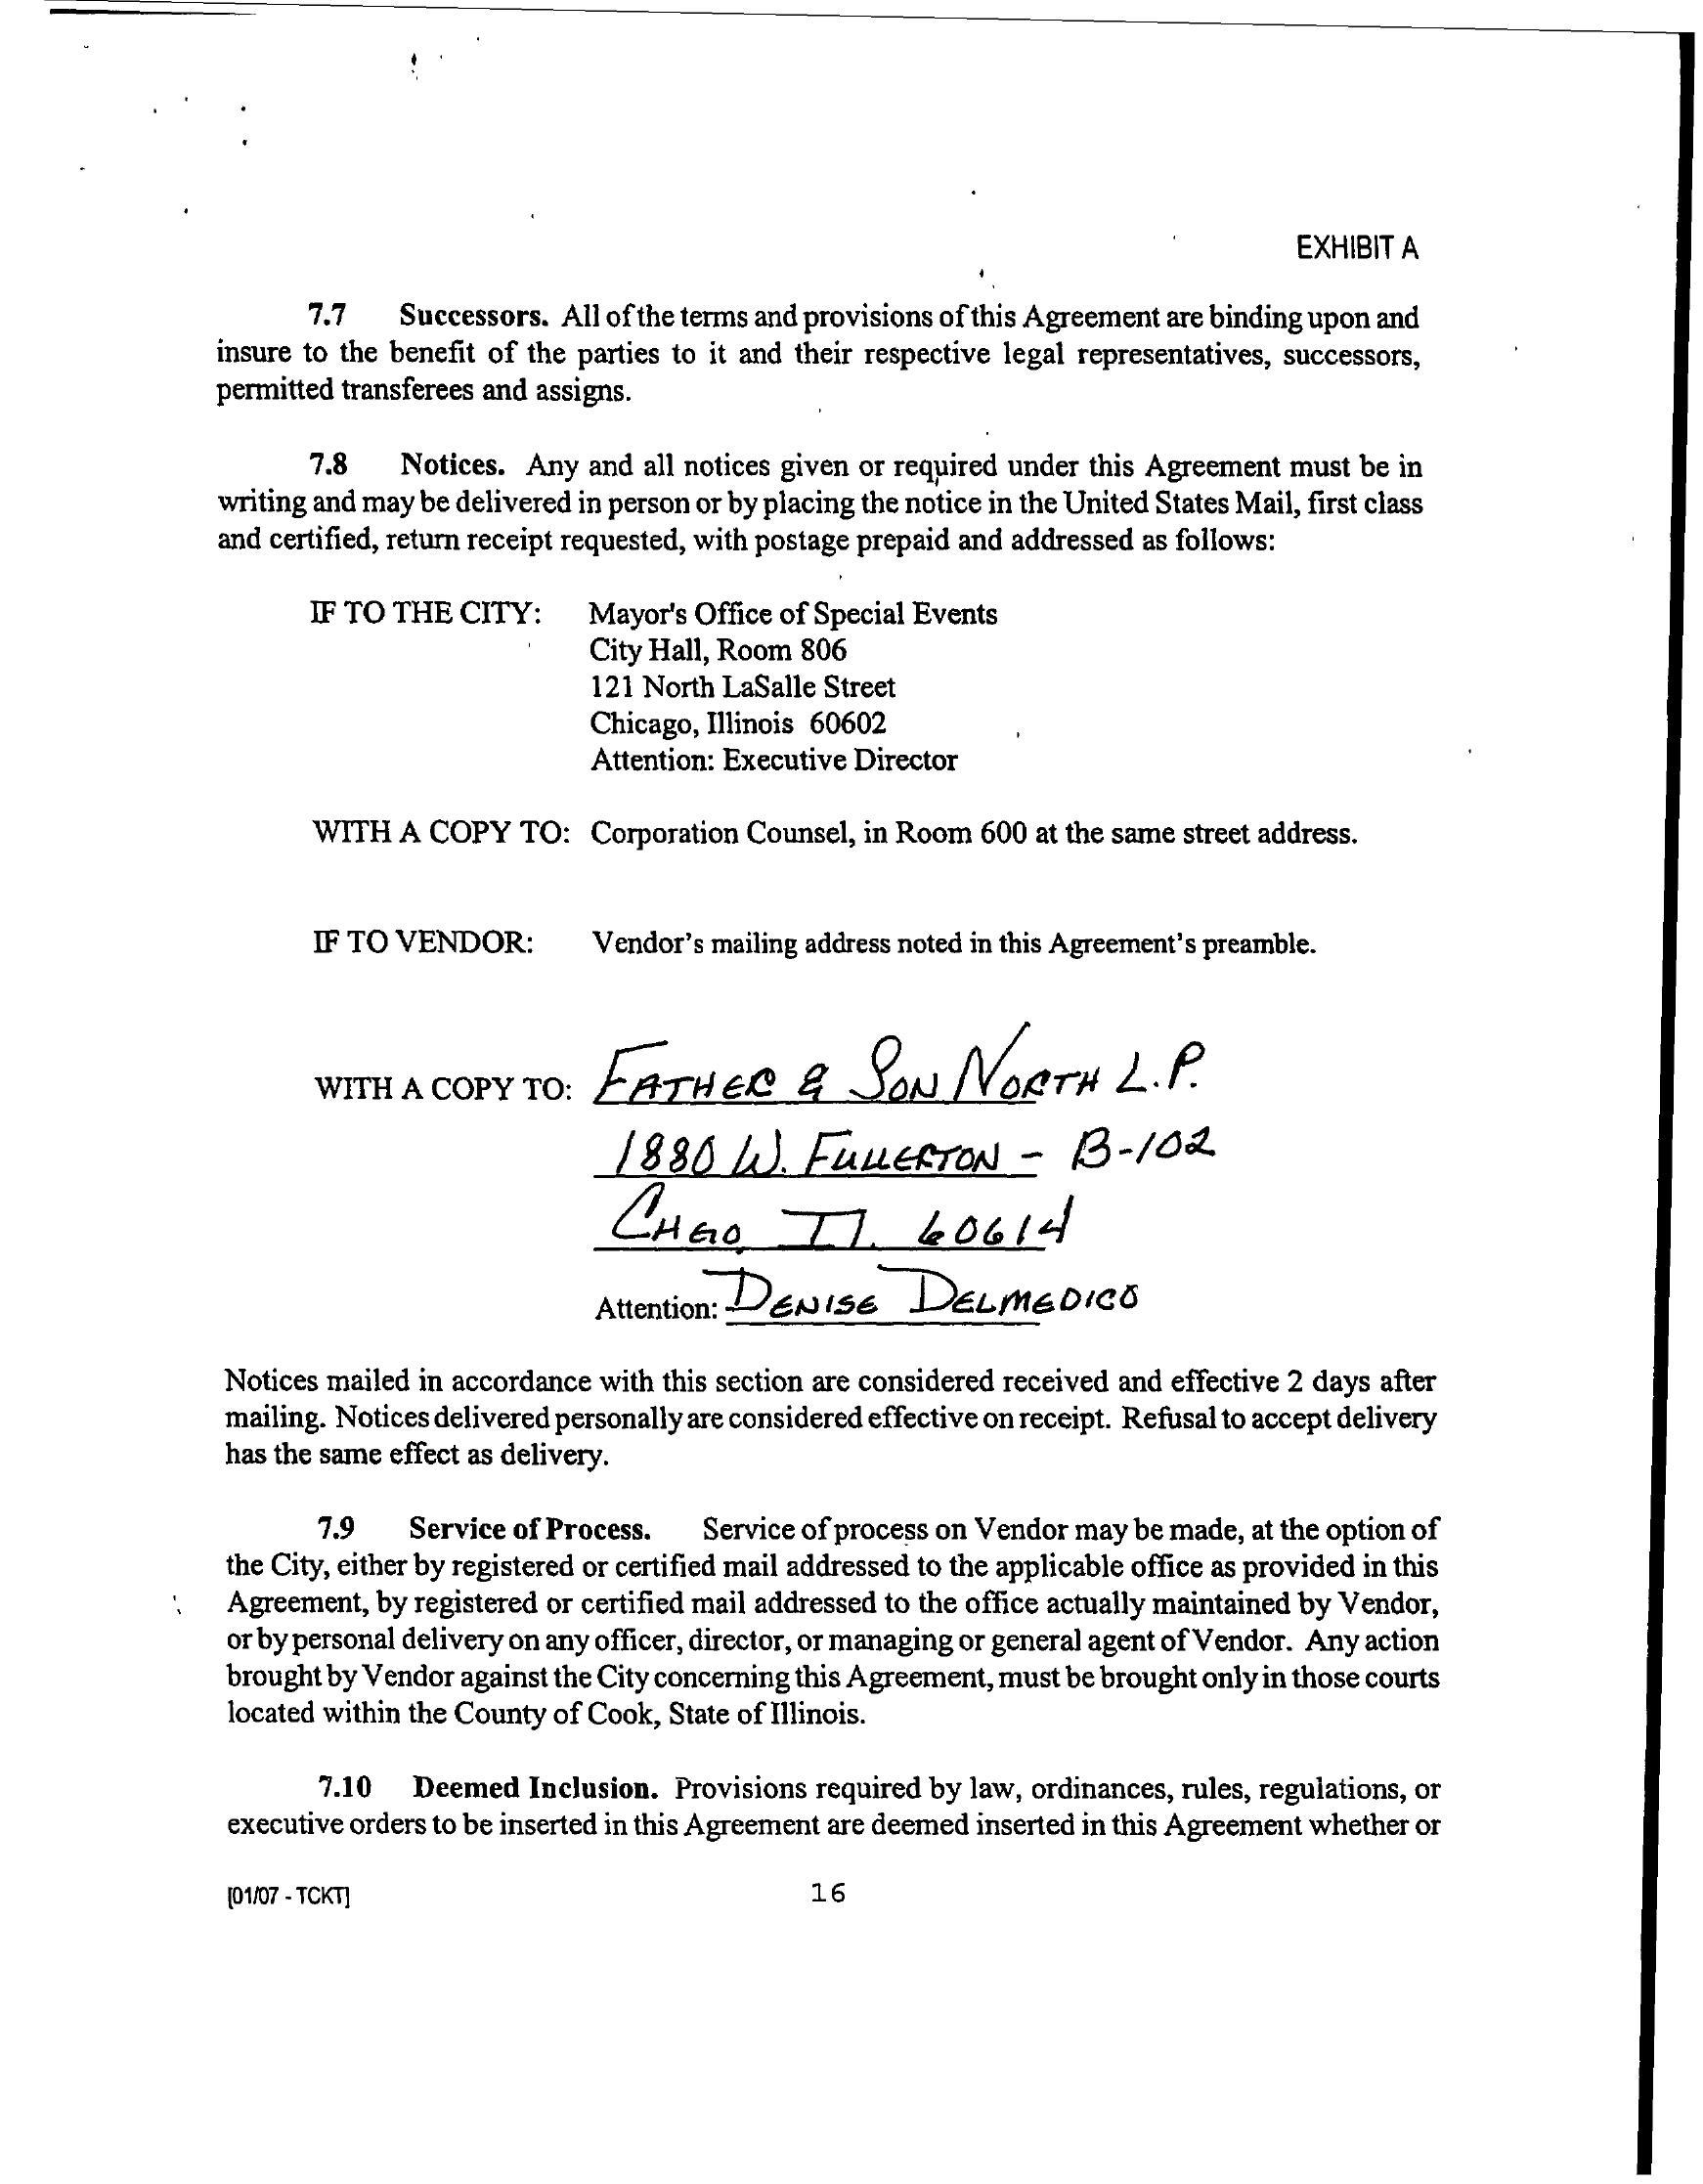 EXHIBIT A
7.7 Successors. All of the terms and provisions of this Agreement are binding upon and
insure to the benefit of the parties to it and their respective legal representatives, successors,
permitted transferees and assigns.
7.8 Notices. Any and all notices given or required under this Agreement must be in
writing and may be delivered in person or by placing the notice in the United States Mail, first class
and certified, return receipt requested, with postage prepaid and addressed as follows:
IF TO THE CITY: Mayor's Office of Special Events
City Hall, Room 806
121 North LaSalle Street
Chicago, Illinois 60602
Attention: Executive Director
WITH A COPY TO: Corporation Counsel, in Room 600 at the same street address.
IF TO VENDOR: Vendor's mailing address noted in this Agreement's preamble.
WITH A COPY TO: FATHER & SON NORTH L.P.
1880 W. FULLERTON - B-102
CHGO, Il. 60614
Attention: DENISE DELMEDICO
Notices mailed in accordance with this section are considered received and effective 2 days after
mailing. Notices delivered personally are considered effective on receipt. Refusal to accept delivery
has the same effect as delivery.
7.9 Service of Process. Service of process on Vendor may be made, at the option of
the City, either by registered or certified mail addressed to the applicable office as provided in this
Agreement, by registered or certified mail addressed to the office actually maintained by Vendor,
or by personal delivery on any officer, director, or managing or general agent of Vendor. Any action
brought by Vendor against the City concerning this Agreement, must be brought only in those courts
located within the County of Cook, State of Illinois.
7.10 Deemed Inclusion. Provisions required by law, ordinances, rules, regulations, or
executive orders to be inserted in this Agreement are deemed inserted in this Agreement whether or
[01/07 - TCKT] 16